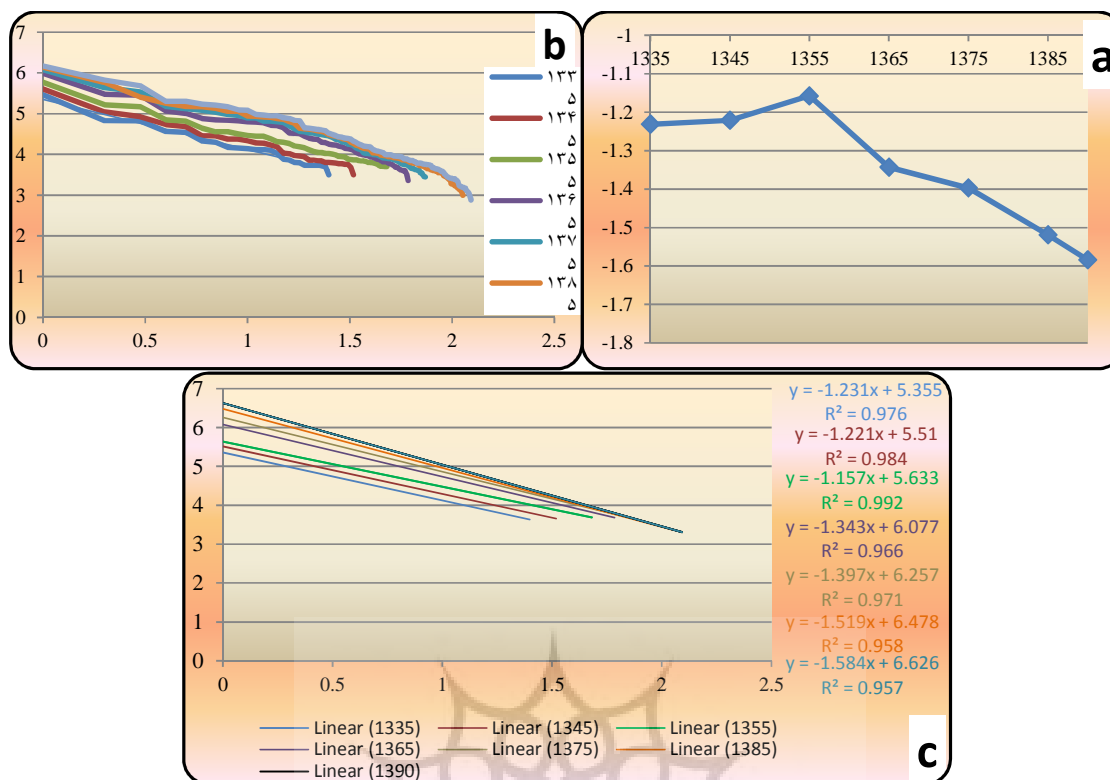 b
7
6
5
4
3
2
1
0
0
0.5
1
1.5
2
2.5
۱۳۳
۵
۱۳۴
۵
۱۳۵
۵
۱۳۶
۵
۱۳۷
۵
۱۳۸
۵
a
-1
-1.1
-1.2
-1.3
-1.4
-1.5
-1.6
-1.7
-1.8
1335 1345 1355 1365 1375 1385
7
6
5
4
3
2
1
0
0
0.5
1
1.5
2
2.5
y = -1.231x + 5.355
R² = 0.976
y = -1.221x + 5.51
R² = 0.984
y = -1.157x + 5.633
R² = 0.992
y = -1.343x + 6.077
R² = 0.966
y = -1.397x + 6.257
R² = 0.971
y = -1.519x + 6.478
R² = 0.958
y = -1.584x + 6.626
R² = 0.957
Linear (1335) Linear (1345) Linear (1355)
Linear (1365) Linear (1375) Linear (1385)
Linear (1390)
c